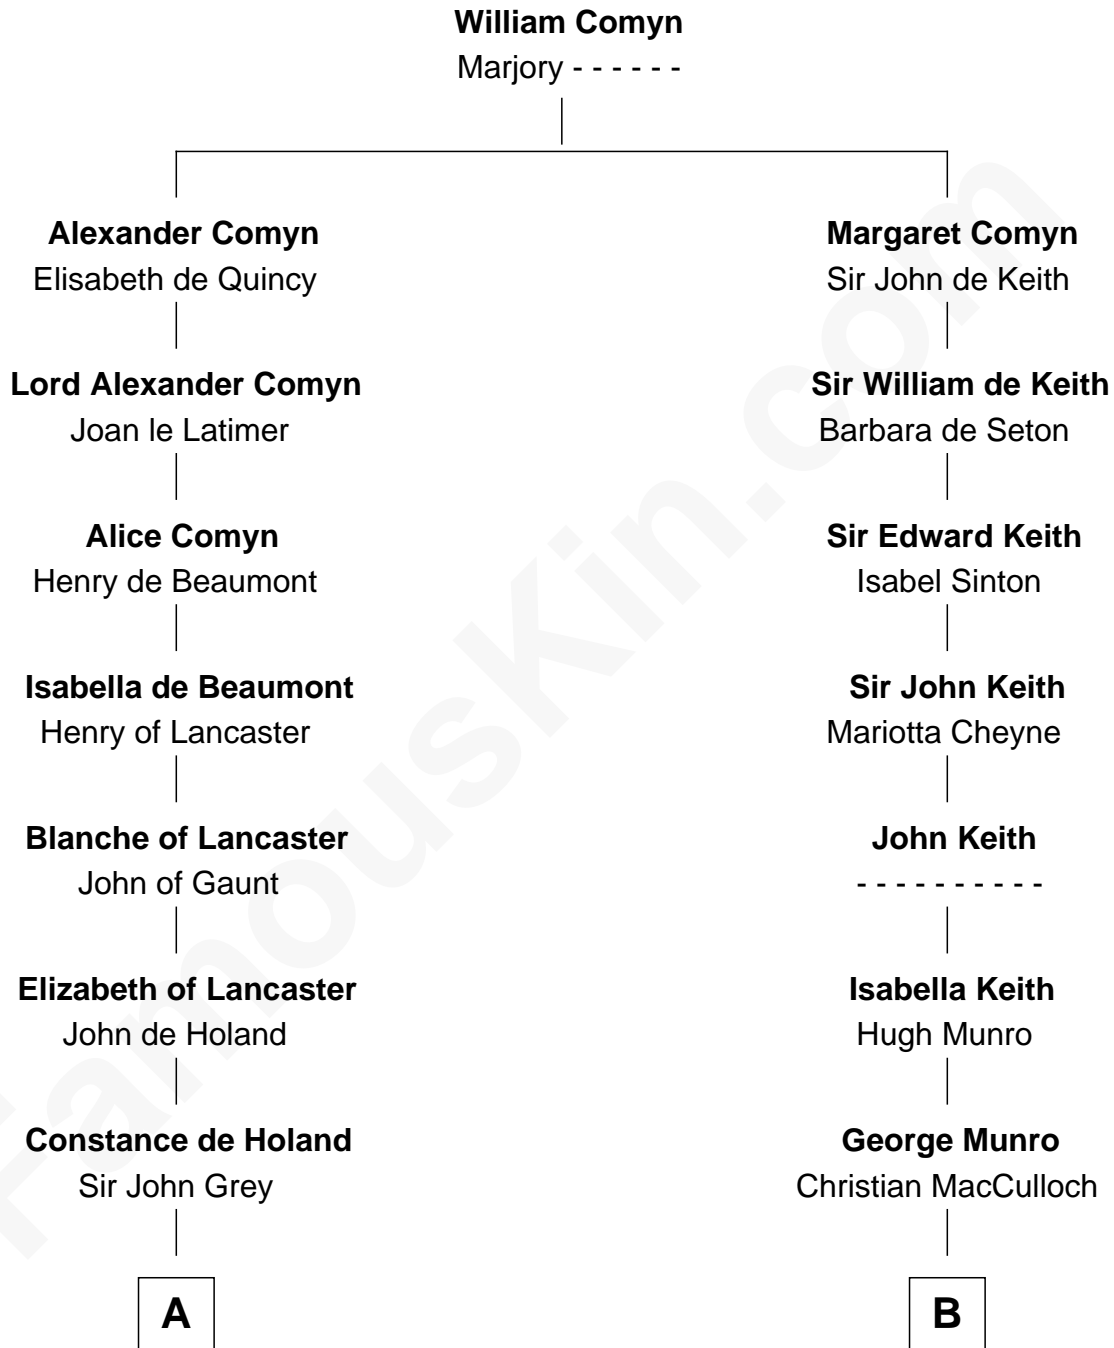 William Comyn
Marjory - - - - - -
Alexander Comyn
Elisabeth de Quincy
Lord Alexander Comyn
Joan le Latimer
Alice Comyn
Henry de Beaumont
Isabella de Beaumont
Henry of Lancaster
Blanche of Lancaster
John of Gaunt
Elizabeth of Lancaster
John de Holand
Constance de Holand
Sir John Grey
A
Margaret Comyn
Sir John de Keith
Sir William de Keith
Barbara de Seton
Sir Edward Keith
Isabel Sinton
Sir John Keith
Mariotta Cheyne
John Keith
- - - - - - - - - -
Isabella Keith
Hugh Munro
George Munro
Christian MacCulloch
B
FamousKin.com